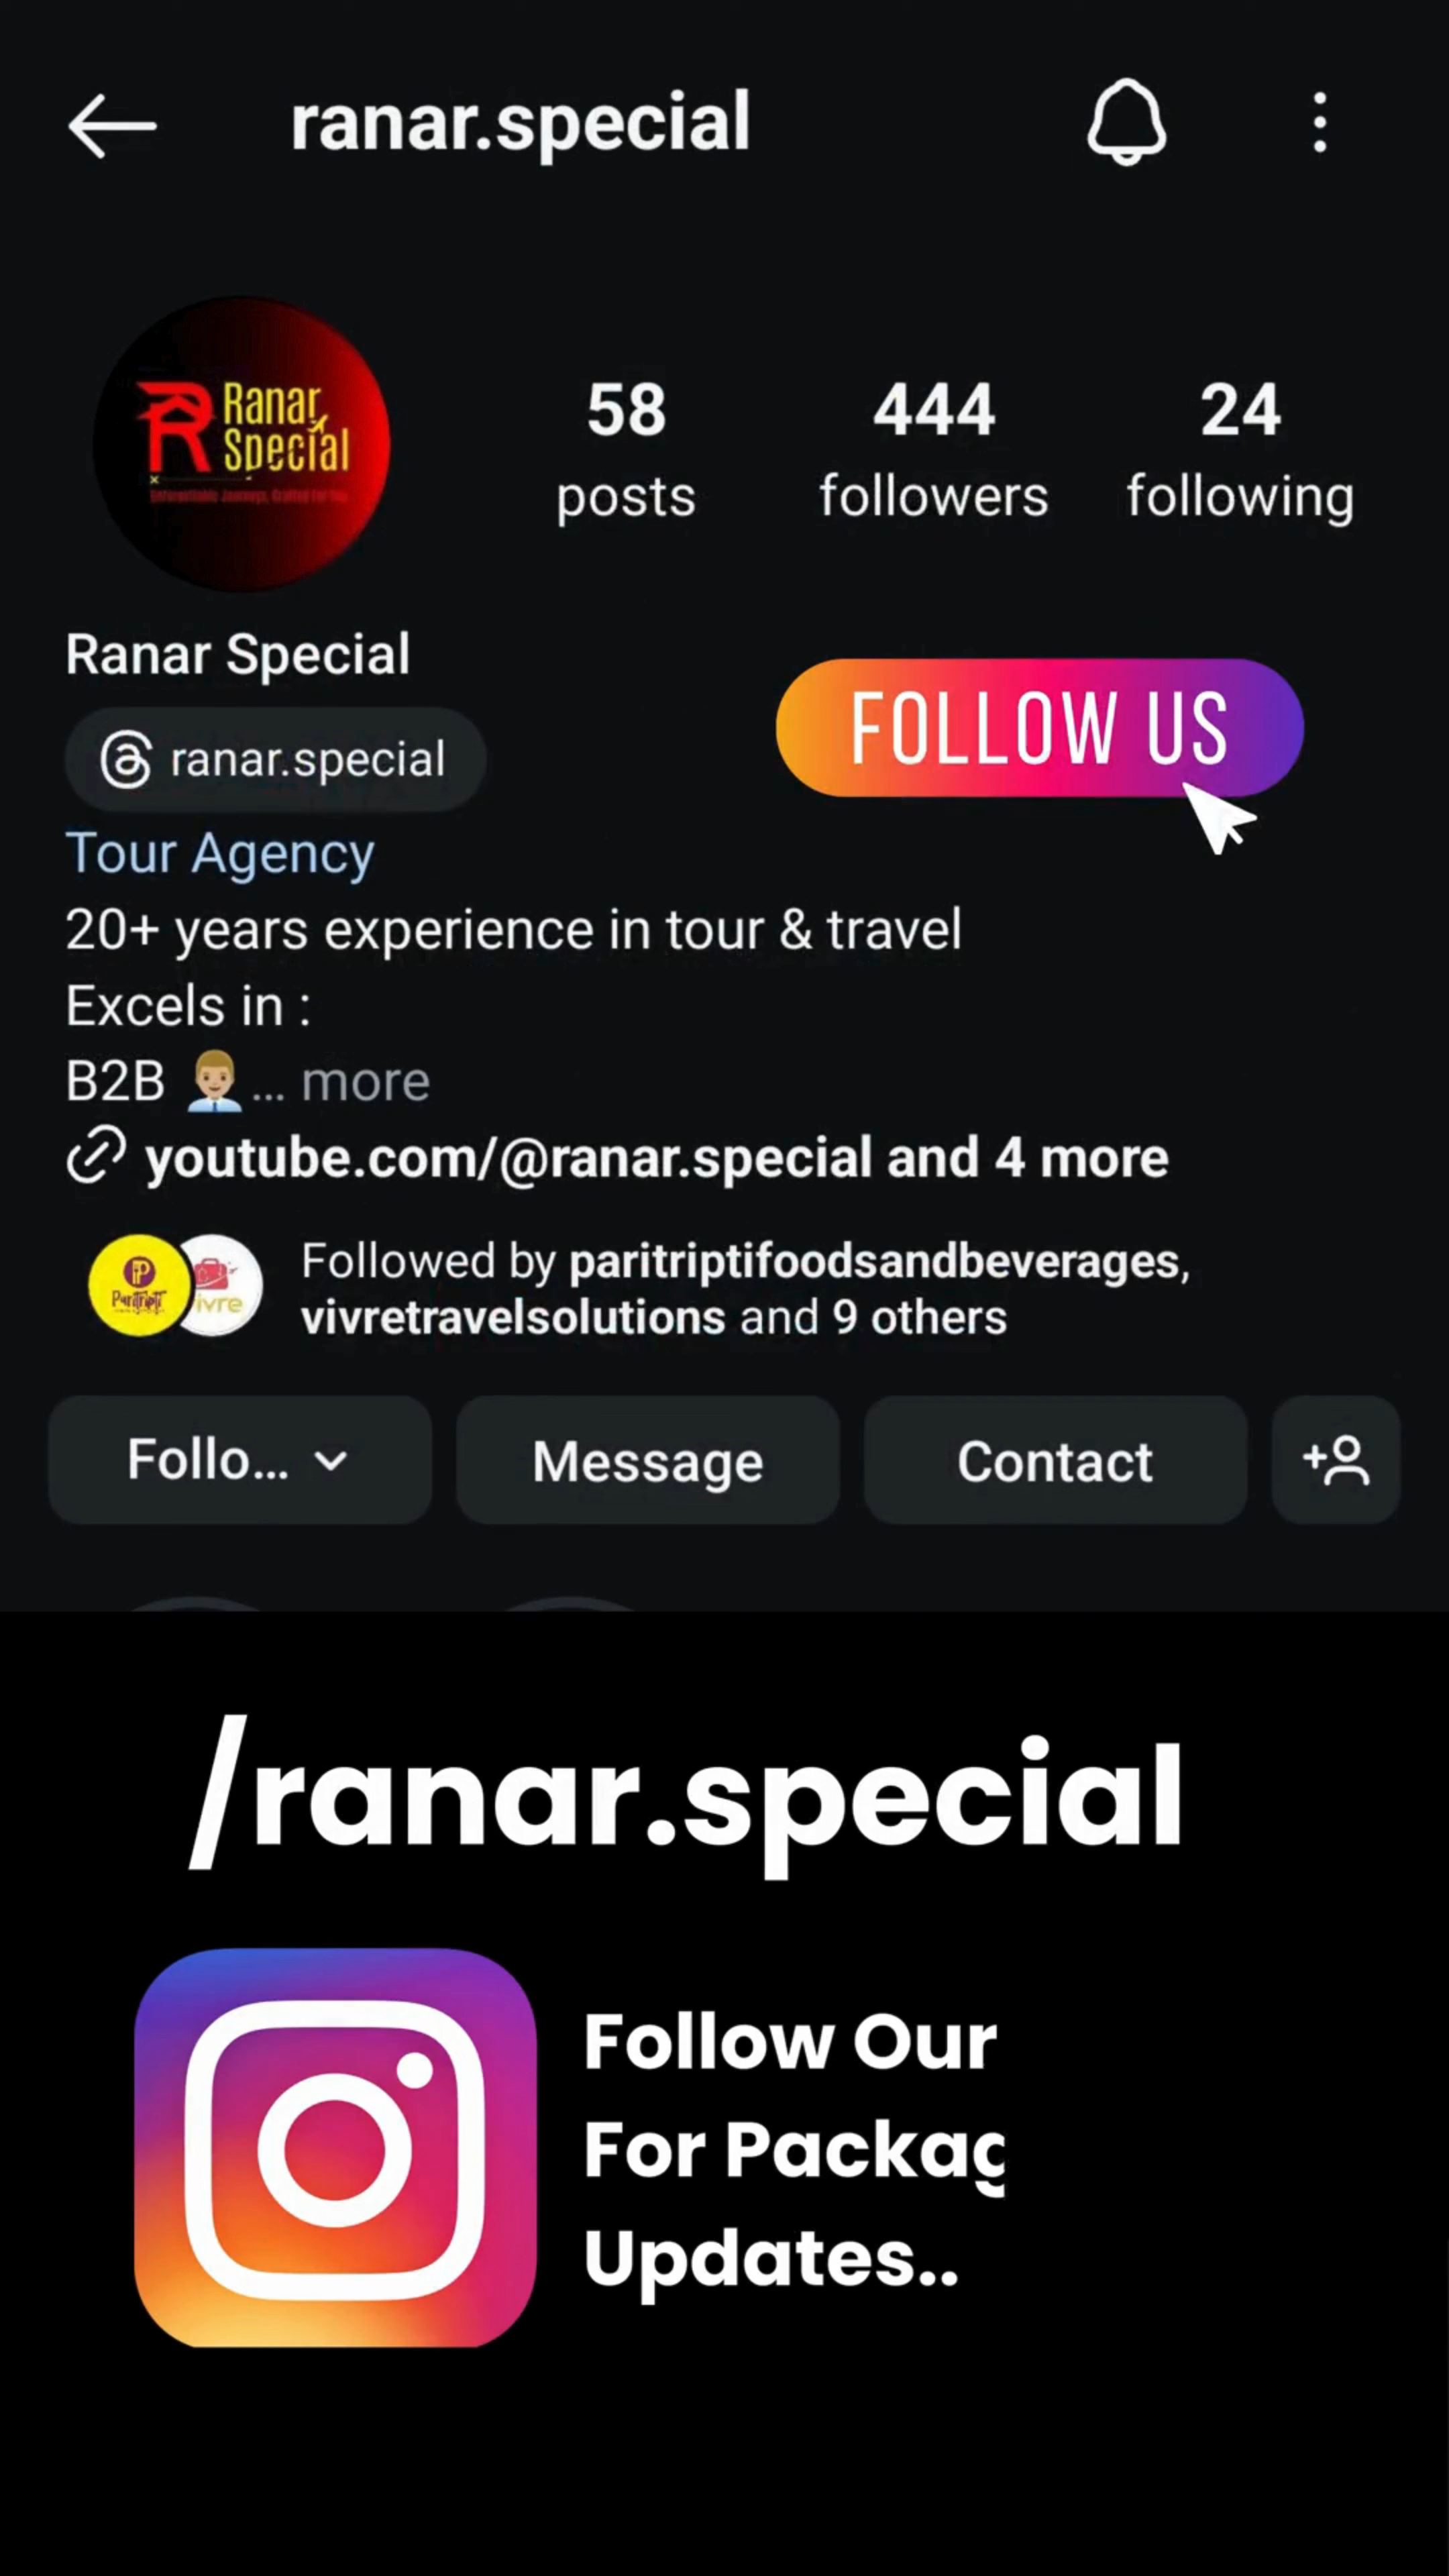 ranar.special
Ranar
Special
58
posts
444
followers
24
following
Ranar Special
FOLLOW US
ranar.special
Tour Agency
20+ years experience in tour & travel
Excels in :
B2B 👨🏼‍💼... more
youtube.com/@ranar.special and 4 more
Paritripti
ivre
Followed by paritriptifoodsandbeverages,
vivretravelsolutions and 9 others
Follo...
Message
Contact
/ranar.special
Follow Our
For Packag
Updates..